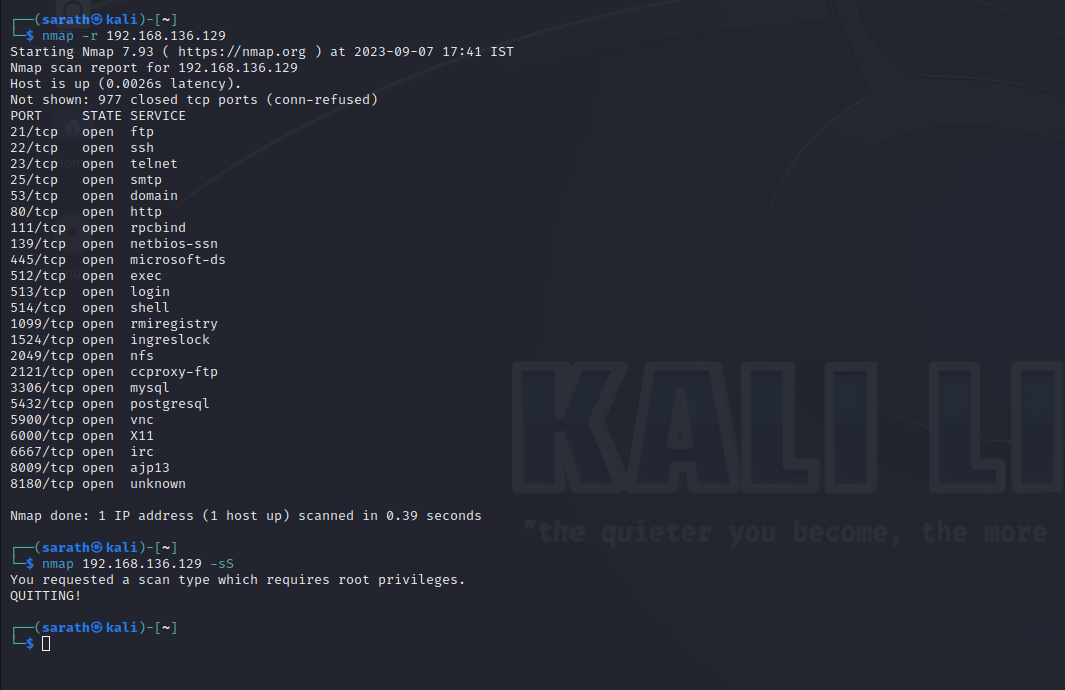 ┌──(sarath㉿kali)-[~]
└─$ nmap -r 192.168.136.129
Starting Nmap 7.93 ( https://nmap.org ) at 2023-09-07 17:41 IST
Nmap scan report for 192.168.136.129
Host is up (0.0026s latency).
Not shown: 977 closed tcp ports (conn-refused)
PORT     STATE SERVICE
21/tcp   open  ftp
22/tcp   open  ssh
23/tcp   open  telnet
25/tcp   open  smtp
53/tcp   open  domain
80/tcp   open  http
111/tcp  open  rpcbind
139/tcp  open  netbios-ssn
445/tcp  open  microsoft-ds
512/tcp  open  exec
513/tcp  open  login
514/tcp  open  shell
1099/tcp open  rmiregistry
1524/tcp open  ingreslock
2049/tcp open  nfs
2121/tcp open  ccproxy-ftp
3306/tcp open  mysql
5432/tcp open  postgresql
5900/tcp open  vnc
6000/tcp open  X11
6667/tcp open  irc
8009/tcp open  ajp13
8180/tcp open  unknown
Nmap done: 1 IP address (1 host up) scanned in 0.39 seconds
┌──(sarath㉿kali)-[~]
└─$ nmap 192.168.136.129 -sS
You requested a scan type which requires root privileges.
QUITTING!
┌──(sarath㉿kali)-[~]
└─$
KALI LI
"the quieter you become, the more